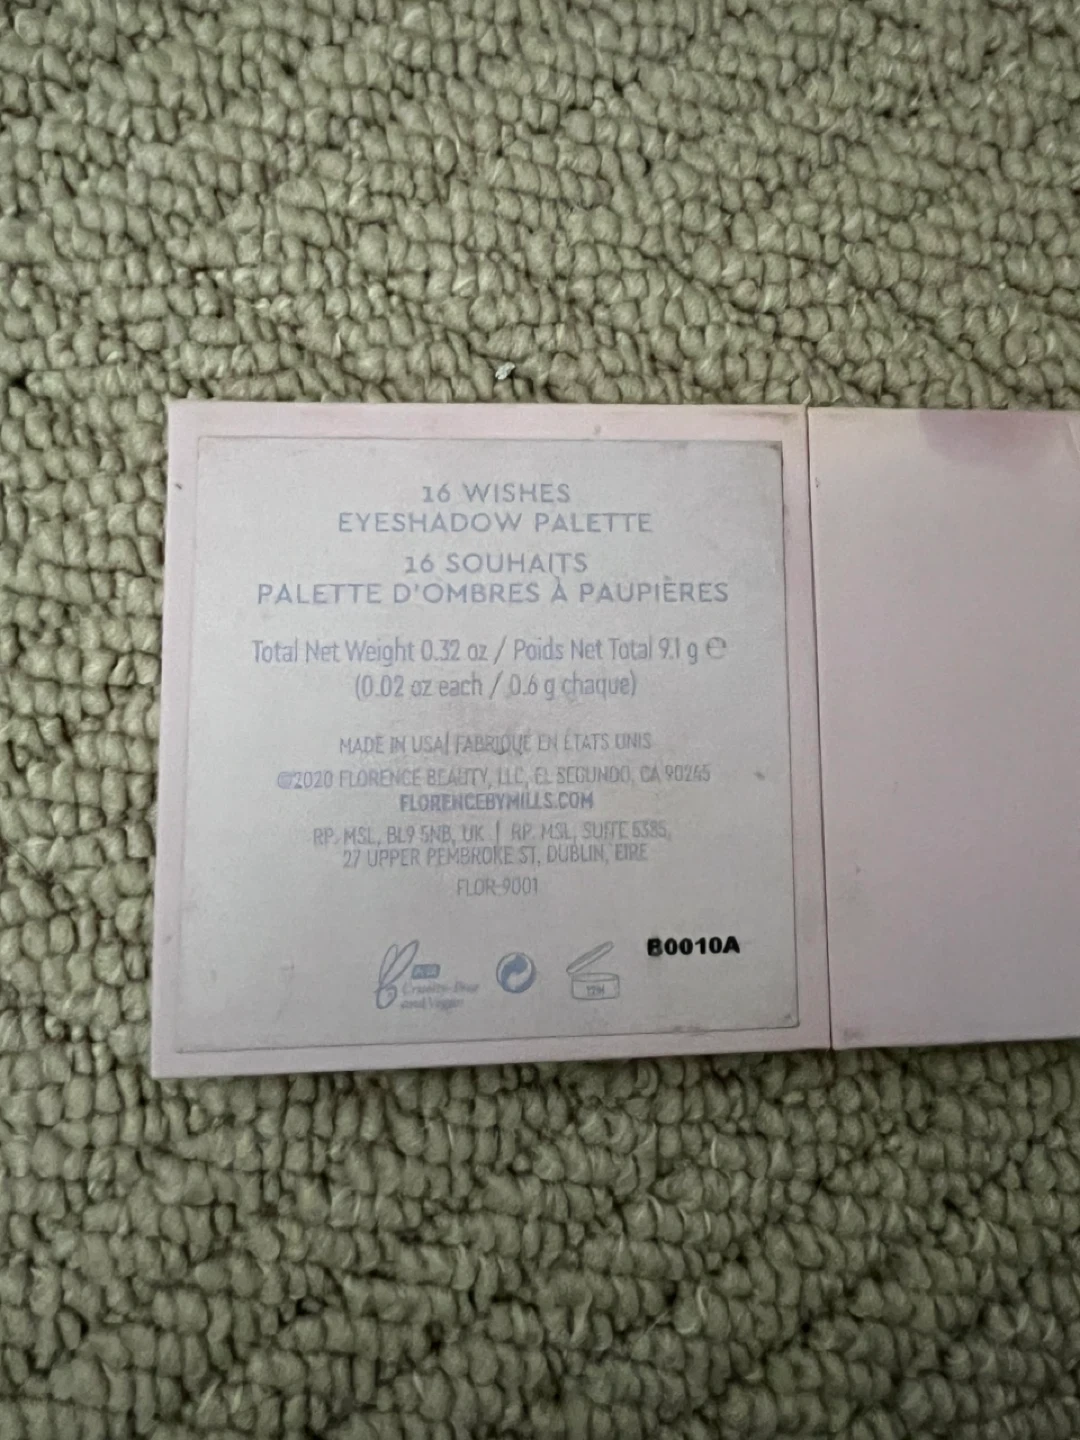 16 WISHES
EYESHADOW PALETTE
16 SOUHAITS
PALETTE D'OMBRES À PAUPIÈRES
Total Net Weight 0.32 oz / Poids Net Total 9.1 g ℮
(0.02 oz each / 0.6 g chaque)
MADE IN USA | FABRIQUÉ EN ÉTATS UNIS
©2020 FLORENCE BEAUTY, LLC, EL SEGUNDO, CA 90245
FLORENCEBYMILLS.COM
RP. MSL, BL9 5NB, UK | RP. MSL, SUITE 5385,
27 UPPER PEMBROKE ST, DUBLIN, EIRE
FLOR-9001
B0010A
Cruelty-Free
and Vegan
12M